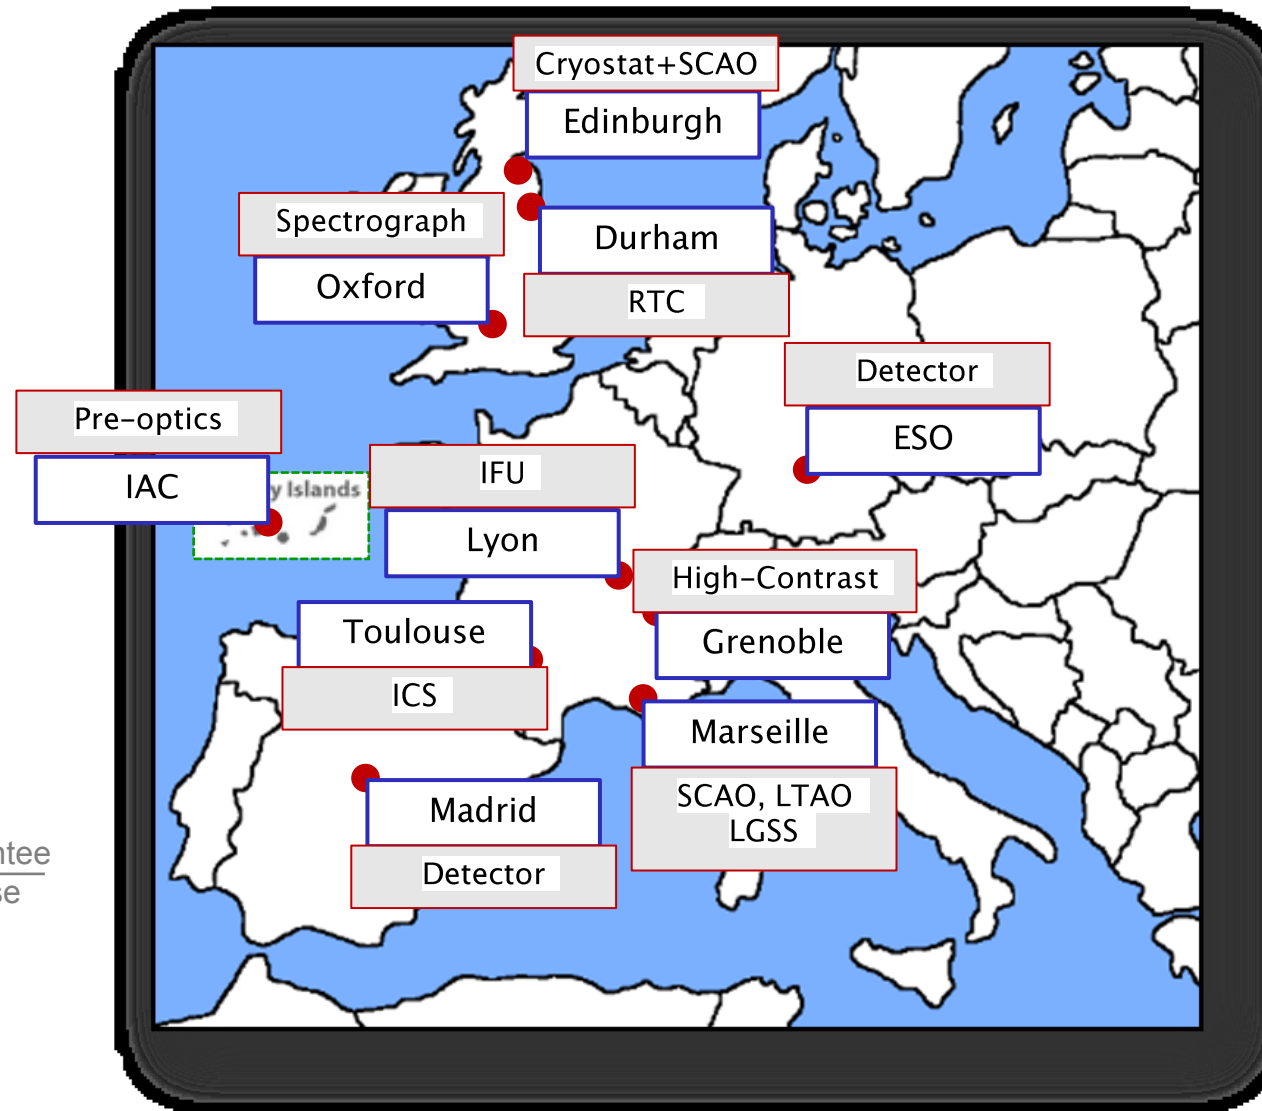 Cryostat+SCAO
Edinburgh
Spectrograph
Oxford
Durham
RTC
Detector
ESO
Pre-optics
IAC
Islands
IFU
Lyon
High-Contrast
Grenoble
Toulouse
ICS
Marseille
SCAO, LTAO
LGSS
Madrid
Detector